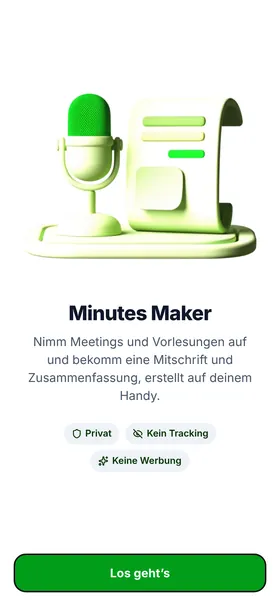 Minutes Maker
Nimm Meetings und Vorlesungen auf
und bekomm eine Mitschrift und
Zusammenfassung, erstellt auf deinem
Handy.
Privat
Kein Tracking
Keine Werbung
Los geht's